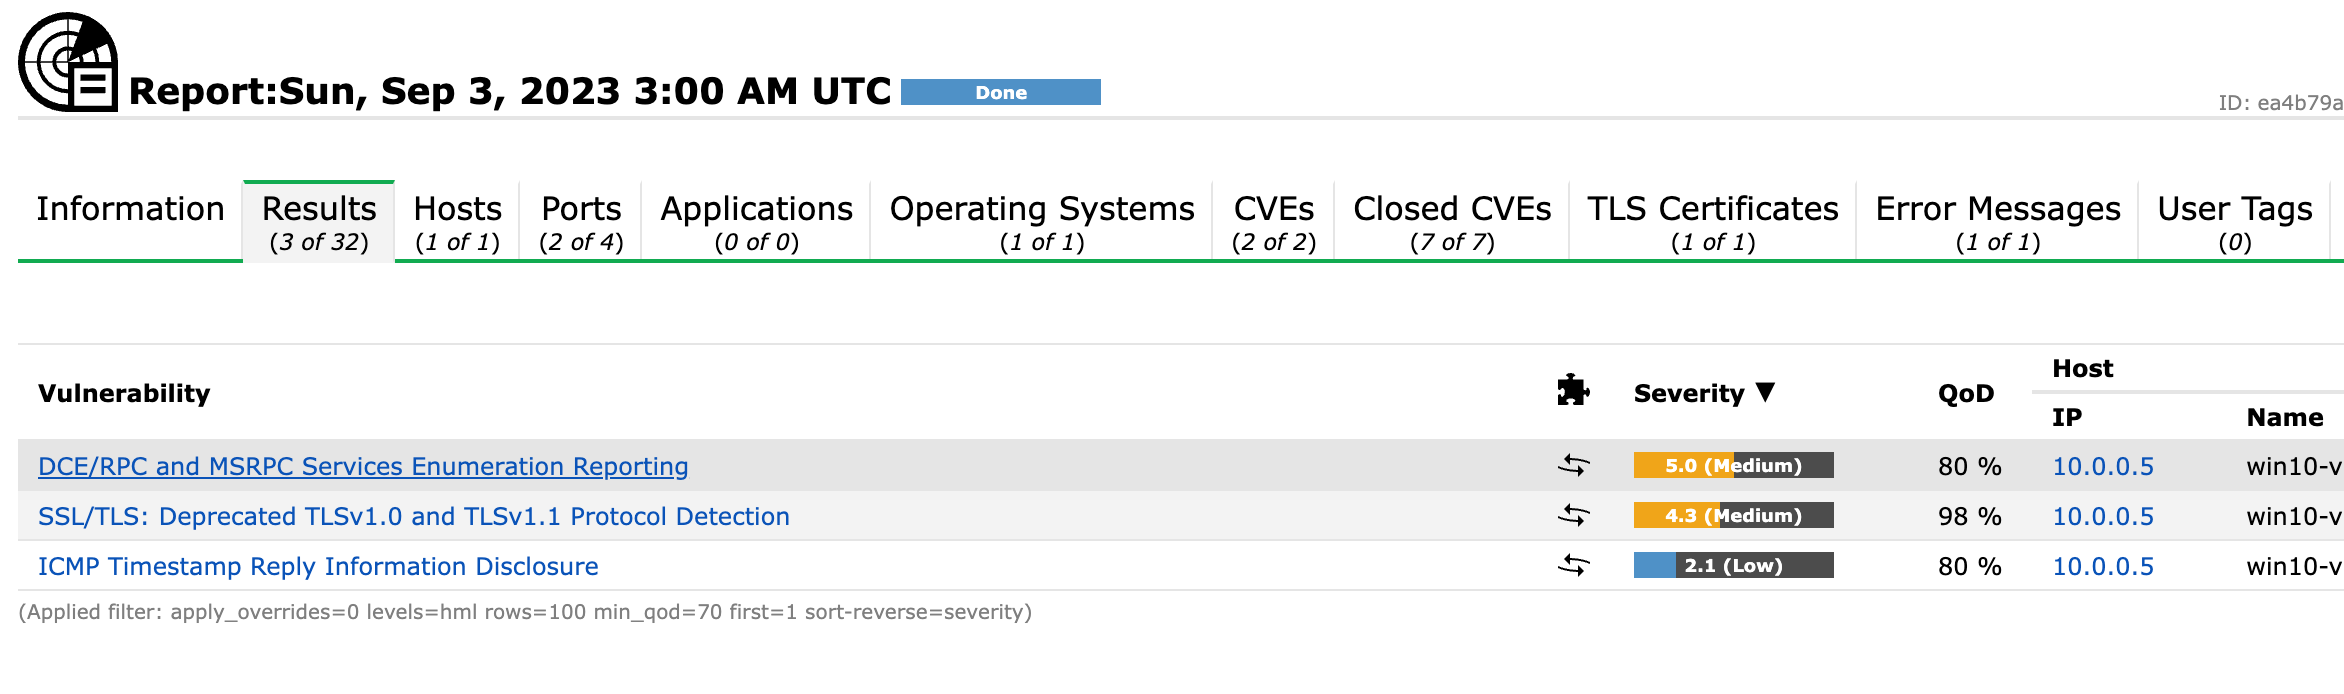 Report:Sun, Sep 3, 2023 3:00 AM UTC Done
ID: ea4b79a
Information Results Hosts Ports Applications Operating Systems CVEs Closed CVEs TLS Certificates Error Messages User Tags
(3 of 32) (1 of 1) (2 of 4) (0 of 0) (1 of 1) (2 of 2) (7 of 7) (1 of 1) (1 of 1) (0)
Host
Vulnerability Severity ▼ QoD
IP Name
DCE/RPC and MSRPC Services Enumeration Reporting 5.0 (Medium) 80 % 10.0.0.5 win10-v
SSL/TLS: Deprecated TLSv1.0 and TLSv1.1 Protocol Detection 4.3 (Medium) 98 % 10.0.0.5 win10-v
ICMP Timestamp Reply Information Disclosure 2.1 (Low) 80 % 10.0.0.5 win10-v
(Applied filter: apply_overrides=0 levels=hml rows=100 min_qod=70 first=1 sort-reverse=severity)